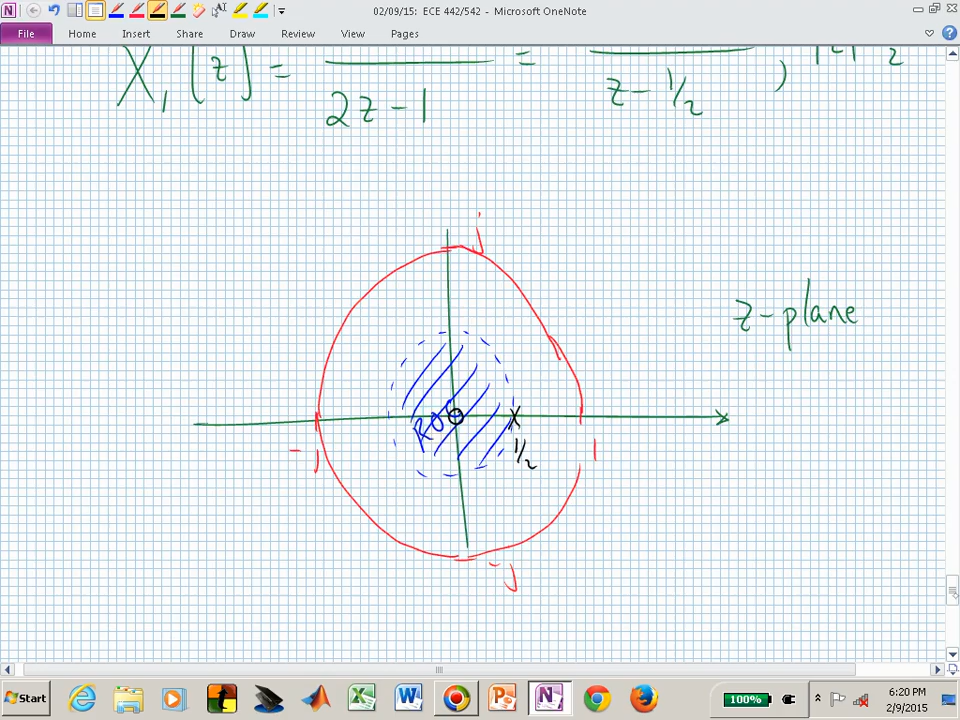 02/09/15: ECE 442/542 - Microsoft OneNote
File Home Insert Share Draw Review View Pages
X₁(z) = =
2z - 1 z - 1/2 )
j
z-plane
ROC
1/2
-1 1
-j
Start
100%
6:20 PM
2/9/2015